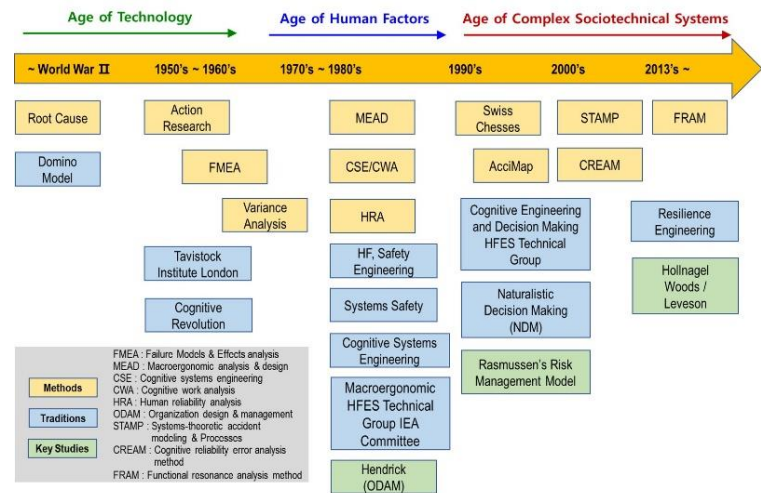 Age of Technology
Age of Human Factors
Age of Complex Sociotechnical Systems
~ World War II
1950's ~ 1960's
1970's ~ 1980's
1990's
2000's
2013's ~
Root Cause
Action
Research
MEAD
Swiss
Chesses
STAMP
FRAM
Domino
Model
FMEA
CSE/CWA
AcciMap
CREAM
Variance
Analysis
HRA
Cognitive Engineering
and Decision Making
HFES Technical
Group
Resilience
Engineering
Tavistock
Institute London
HF, Safety
Engineering
Hollnagel
Woods /
Leveson
Cognitive
Revolution
Systems Safety
Naturalistic
Decision Making
(NDM)
Cognitive Systems
Engineering
Rasmussen's Risk
Management Model
Macroergonomic
HFES Technical
Group IEA
Committee
Hendrick
(ODAM)
Methods
Traditions
Key Studies
FMEA : Failure Models & Effects analysis
MEAD : Macroergonomic analysis & design
CSE : Cognitive systems engineering
CWA : Cognitive work analysis
HRA : Human reliability analysis
ODAM : Organization design & management
STAMP : Systems-theoretic accident
modeling & Processes
CREAM : Cognitive reliability error analysis
method
FRAM : Functional resonance analysis method